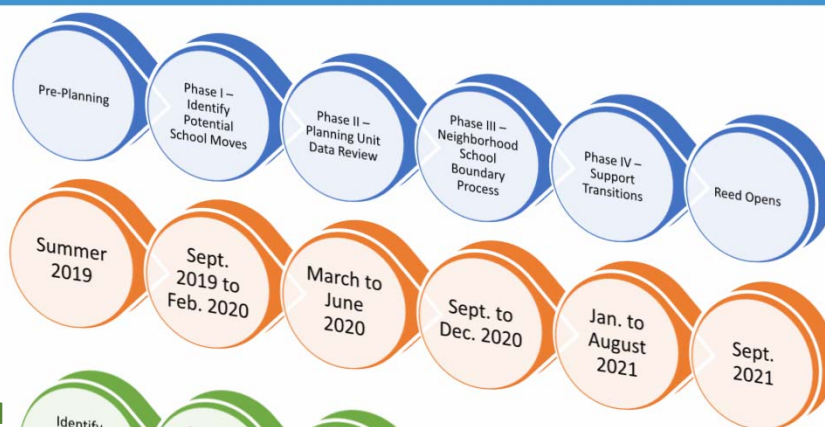 Pre-Planning
Phase I –
Identify
Potential
School Moves
Phase II –
Planning Unit
Data Review
Phase III –
Neighborhood
School
Boundary
Process
Phase IV –
Support
Transitions
Reed Opens
Summer
2019
Sept.
2019 to
Feb. 2020
March to
June
2020
Sept. to
Dec. 2020
Jan. to
August
2021
Sept.
2021
Identify